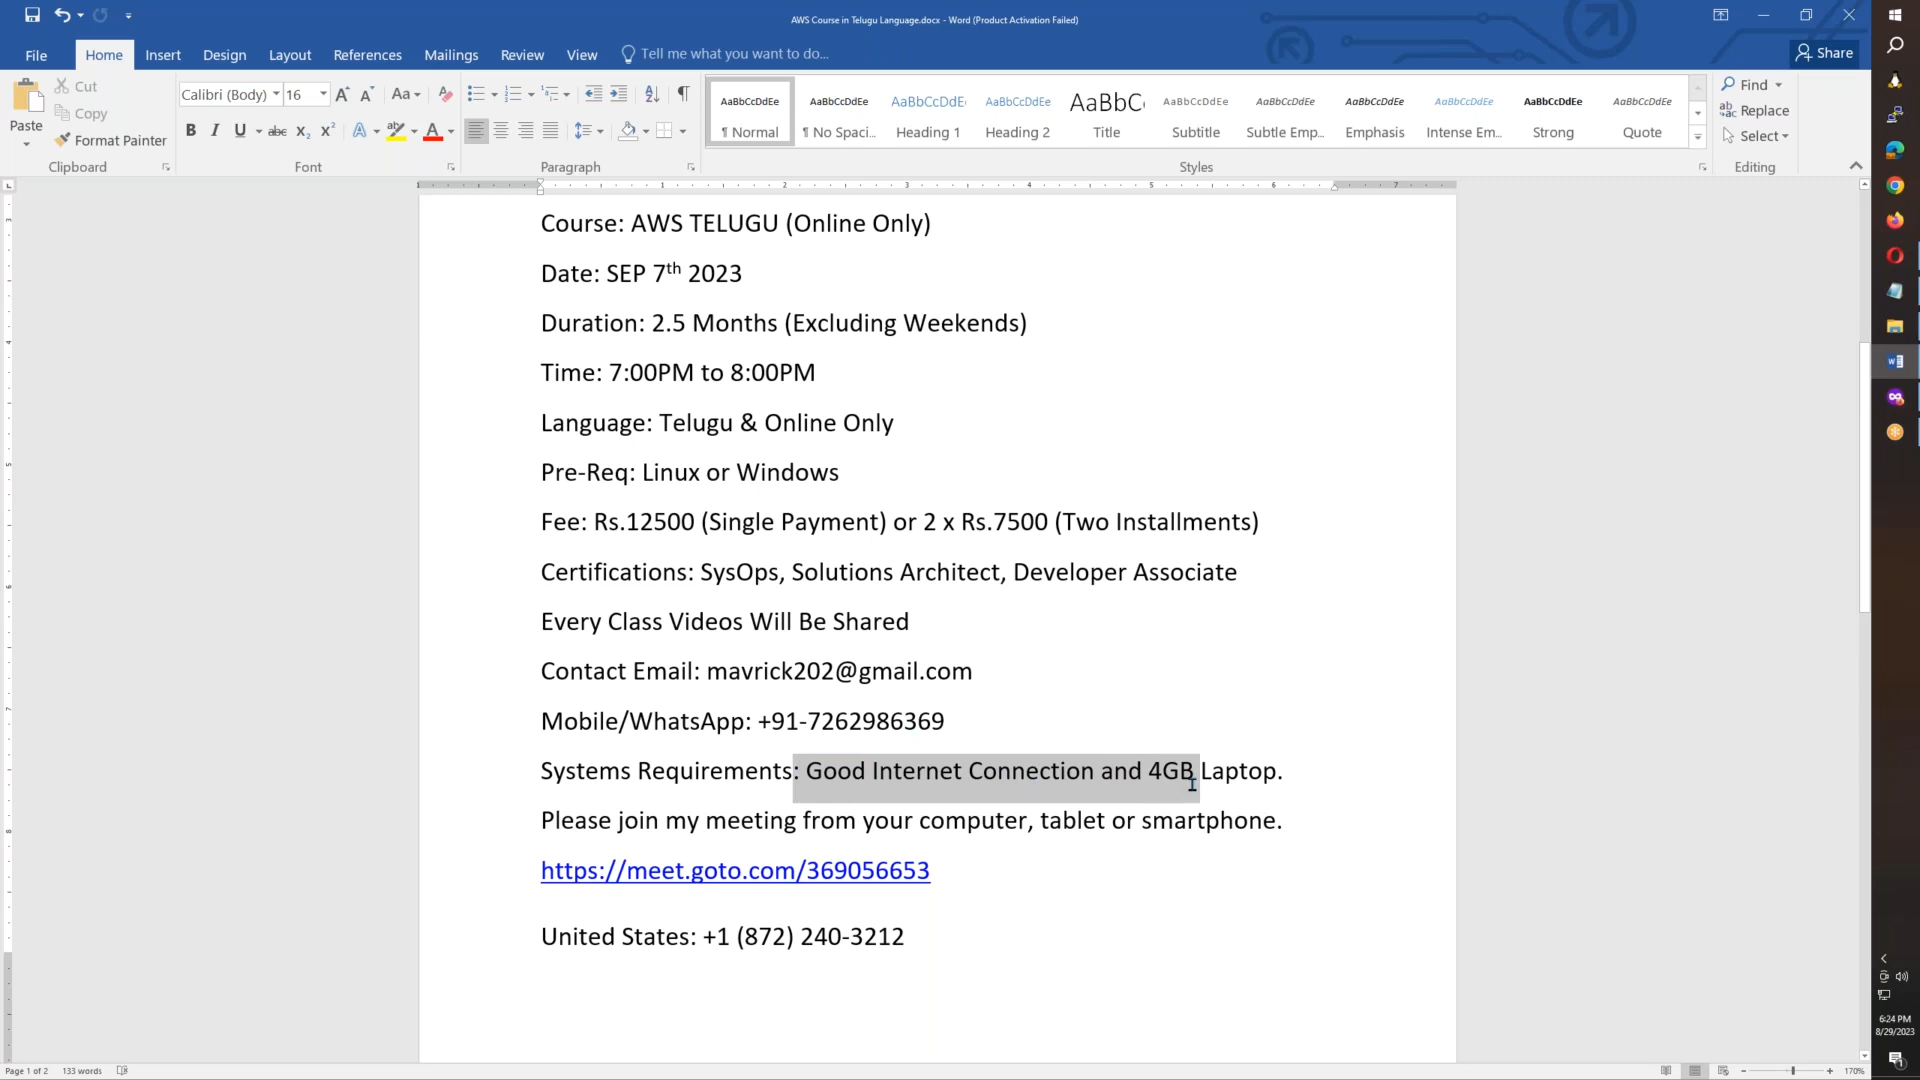 AWS Course in Telugu Language.docx - Word (Product Activation Failed)
File Home Insert Design Layout References Mailings Review View Tell me what you want to do... Share
Paste
Cut
Copy
Format Painter
Clipboard
Calibri (Body) 16
Font
Paragraph
AaBbCcDdEe AaBbCcDdEe AaBbCcDdE AaBbCcDdEe AaBbC AaBbCcDdEe AaBbCcDdEe AaBbCcDdEe AaBbCcDdEe AaBbCcDdEe AaBbCcDdEe
¶ Normal ¶ No Spaci... Heading 1 Heading 2 Title Subtitle Subtle Emp... Emphasis Intense Em... Strong Quote
Styles
Find
Replace
Select
Editing
Course: AWS TELUGU (Online Only)
Date: SEP 7th 2023
Duration: 2.5 Months (Excluding Weekends)
Time: 7:00PM to 8:00PM
Language: Telugu & Online Only
Pre-Req: Linux or Windows
Fee: Rs.12500 (Single Payment) or 2 x Rs.7500 (Two Installments)
Certifications: SysOps, Solutions Architect, Developer Associate
Every Class Videos Will Be Shared
Contact Email: mavrick202@gmail.com
Mobile/WhatsApp: +91-7262986369
Systems Requirements: Good Internet Connection and 4GB Laptop.
Please join my meeting from your computer, tablet or smartphone.
https://meet.goto.com/369056653
United States: +1 (872) 240-3212
Page 1 of 2 133 words
170%
6:24 PM
8/29/2023